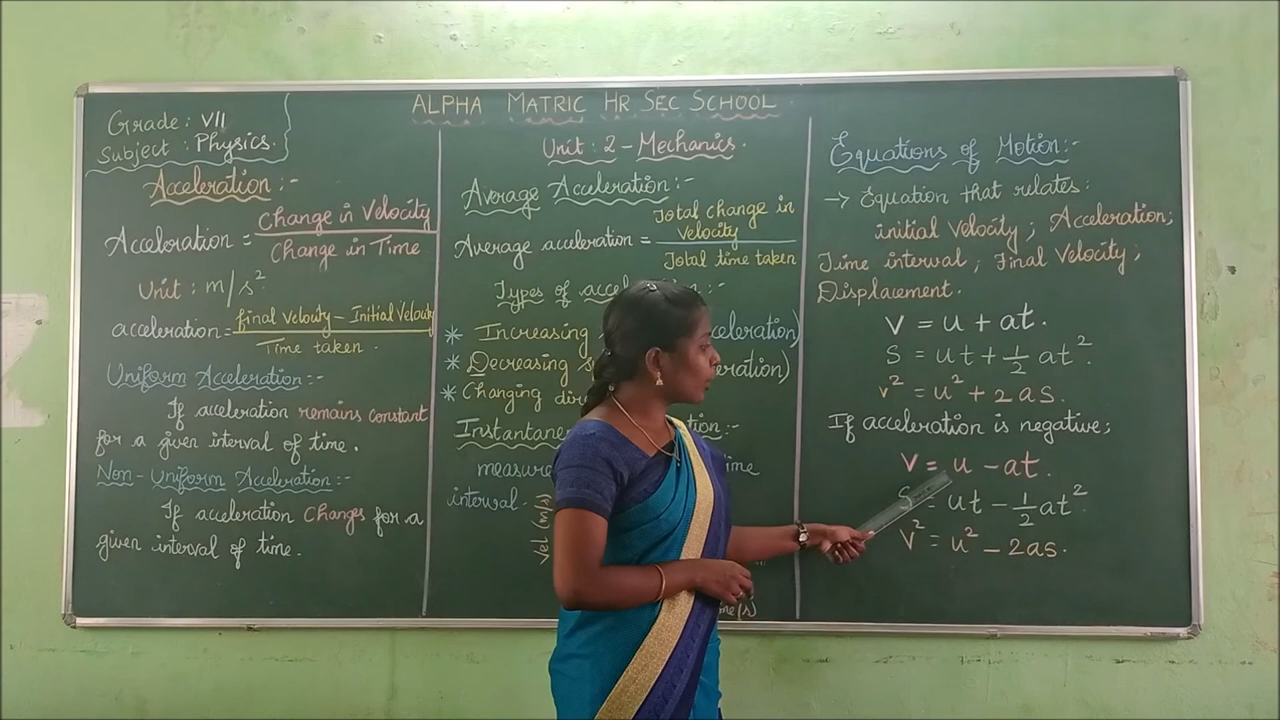 ALPHA MATRIC HR SEC SCHOOL
Grade: VII
Subject: Physics.
Acceleration:-
Acceleration = Change in Velocity
Change in Time
Unit: m/s²
acceleration = final velocity - Initial Velocity
Time taken.
Uniform Acceleration:-
If acceleration remains constant
for a given interval of time.
Non-Uniform Acceleration:-
If acceleration Changes for a
given interval of time.
Unit: 2 - Mechanics.
Average Acceleration:-
Average acceleration = Total change in
Velocity
Total time taken
Types of
* Increasing
* Decreasing
* Changing
measure
interval.
Vel (m/s)
Equations of Motion:-
→ Equation that relates:
initial velocity; Acceleration;
Time interval; Final Velocity;
Displacement.
V = u + at.
S = ut + 1/2 at².
v² = u² + 2as.
If acceleration is negative;
V = u - at.
S = ut - 1/2 at²
V² = u² - 2as.